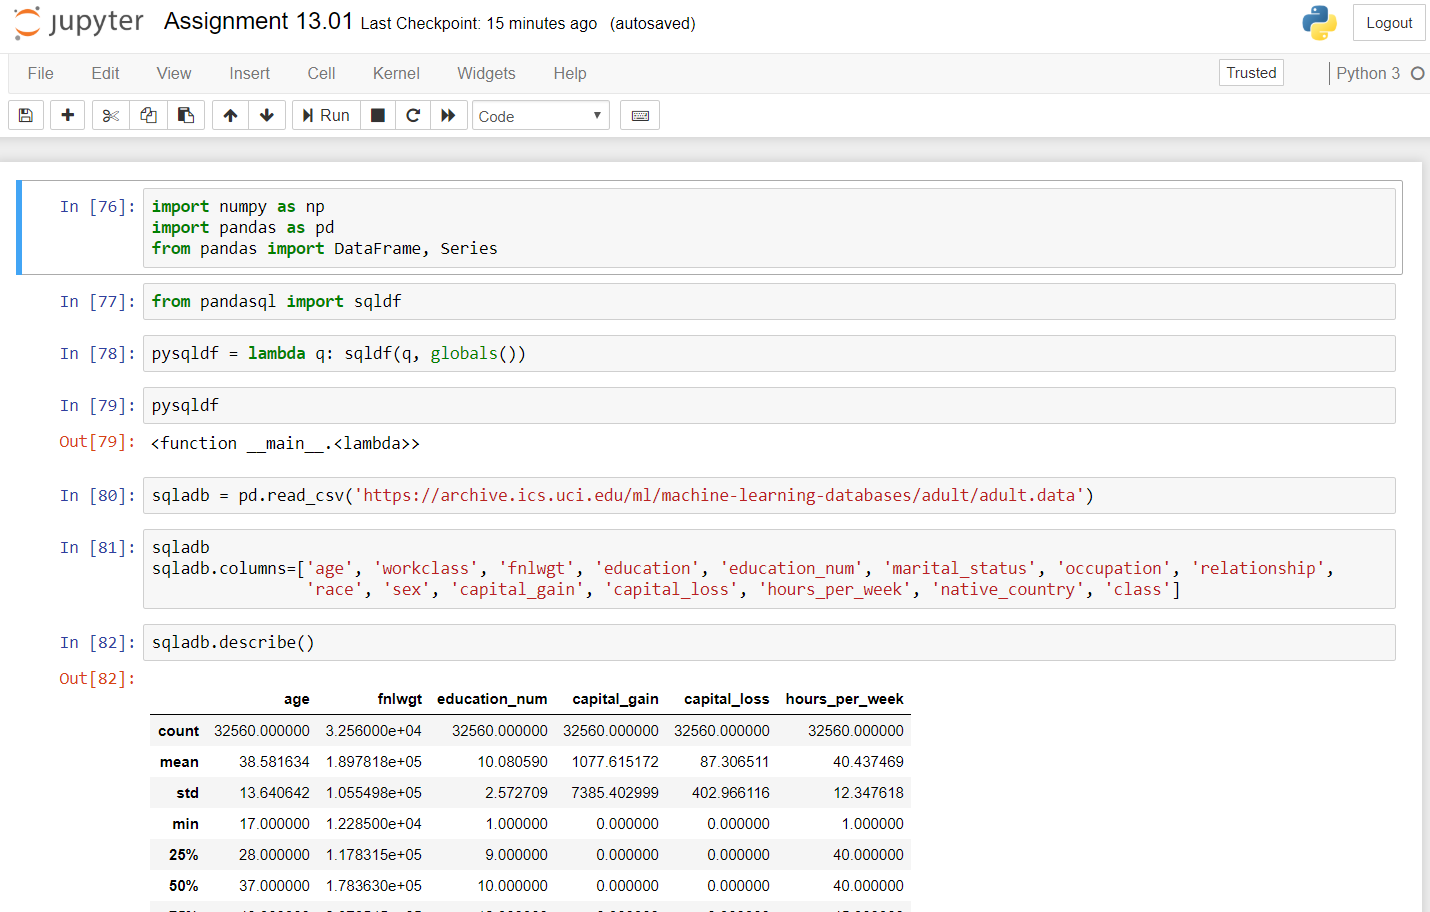 jupyter Assignment 13.01 Last Checkpoint: 15 minutes ago (autosaved) Logout
File Edit View Insert Cell Kernel Widgets Help Trusted Python 3
Run Code
In [76]: import numpy as np
import pandas as pd
from pandas import DataFrame, Series
In [77]: from pandasql import sqldf
In [78]: pysqldf = lambda q: sqldf(q, globals())
In [79]: pysqldf
Out[79]: <function __main__.<lambda>>
In [80]: sqladb = pd.read_csv('https://archive.ics.uci.edu/ml/machine-learning-databases/adult/adult.data')
In [81]: sqladb
sqladb.columns=['age', 'workclass', 'fnlwgt', 'education', 'education_num', 'marital_status', 'occupation', 'relationship',
'race', 'sex', 'capital_gain', 'capital_loss', 'hours_per_week', 'native_country', 'class']
In [82]: sqladb.describe()
Out[82]:
age fnlwgt education_num capital_gain capital_loss hours_per_week
count 32560.000000 3.256000e+04 32560.000000 32560.000000 32560.000000 32560.000000
mean 38.581634 1.897818e+05 10.080590 1077.615172 87.306511 40.437469
std 13.640642 1.055498e+05 2.572709 7385.402999 402.966116 12.347618
min 17.000000 1.228500e+04 1.000000 0.000000 0.000000 1.000000
25% 28.000000 1.178315e+05 9.000000 0.000000 0.000000 40.000000
50% 37.000000 1.783630e+05 10.000000 0.000000 0.000000 40.000000